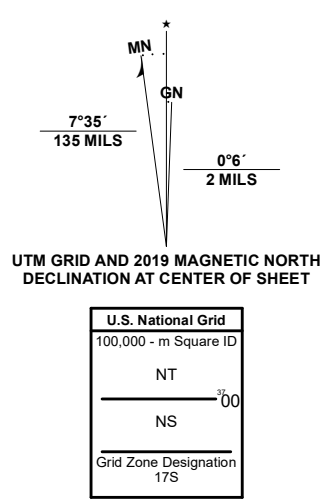 ★
MN
GN
7°35´
135 MILS
0°6´
2 MILS
UTM GRID AND 2019 MAGNETIC NORTH
DECLINATION AT CENTER OF SHEET
U.S. National Grid
100,000 - m Square ID
NT
3700
NS
Grid Zone Designation
17S